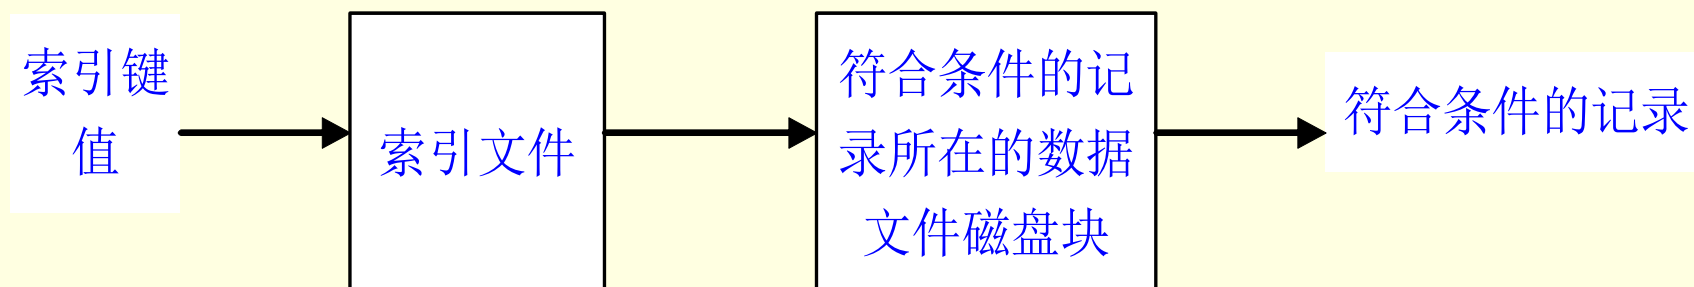 索引键
值
索引文件
符合条件的记
录所在的数据
文件磁盘块
符合条件的记录